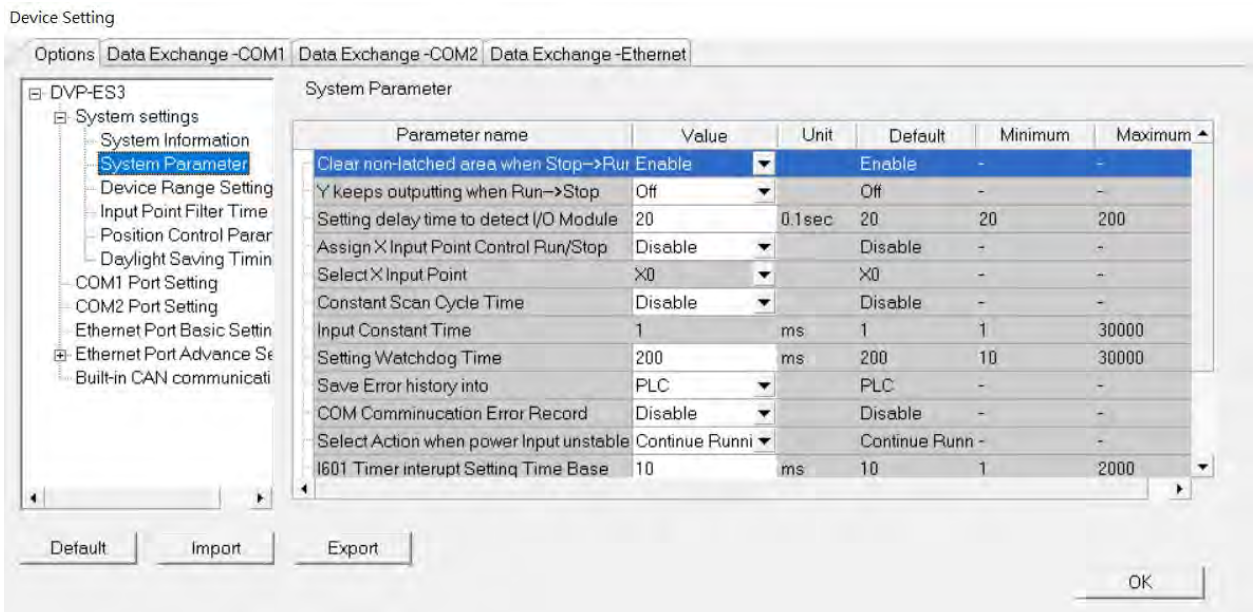 Device Setting
Options Data Exchange -COM1 Data Exchange -COM2 Data Exchange -Ethernet
DVP-ES3
System settings
System Information
System Parameter
Device Range Setting
Input Point Filter Time
Position Control Parar
Daylight Saving Timin
COM1 Port Setting
COM2 Port Setting
Ethernet Port Basic Settin
Ethernet Port Advance Se
Built-in CAN communicati
System Parameter
Parameter name Value Unit Default Minimum Maximum
Clear non-latched area when Stop-->Rur Enable Enable - -
Y keeps outputting when Run-->Stop Off Off - -
Setting delay time to detect I/O Module 20 0.1sec 20 20 200
Assign X Input Point Control Run/Stop Disable Disable - -
Select X Input Point X0 X0 - -
Constant Scan Cycle Time Disable Disable - -
Input Constant Time 1 ms 1 1 30000
Setting Watchdog Time 200 ms 200 10 30000
Save Error history into PLC PLC - -
COM Comminucation Error Record Disable Disable - -
Select Action when power Input unstable Continue Runni Continue Runn - -
I601 Timer interupt Setting Time Base 10 ms 10 1 2000
Default Import Export
OK